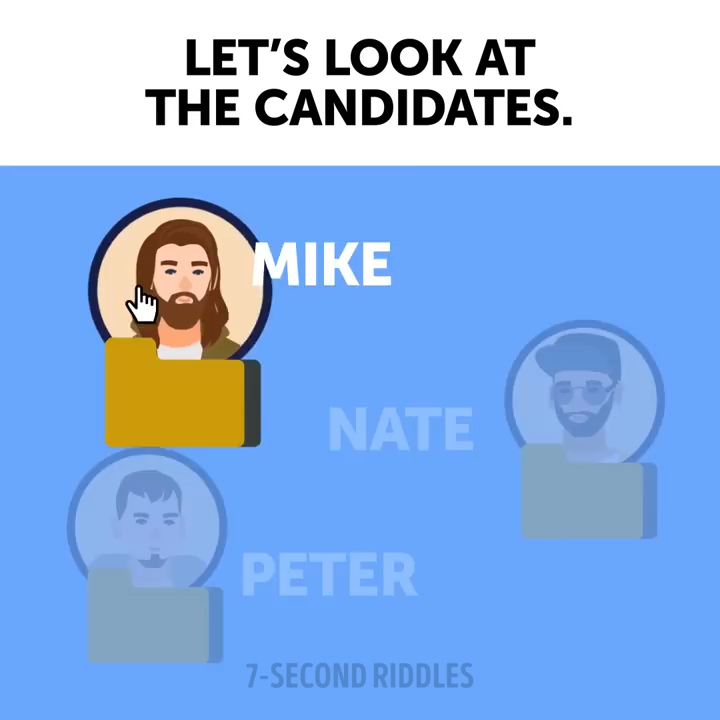 LET'S LOOK AT
THE CANDIDATES.
MIKE
NATE
PETER
7-SECOND RIDDLES